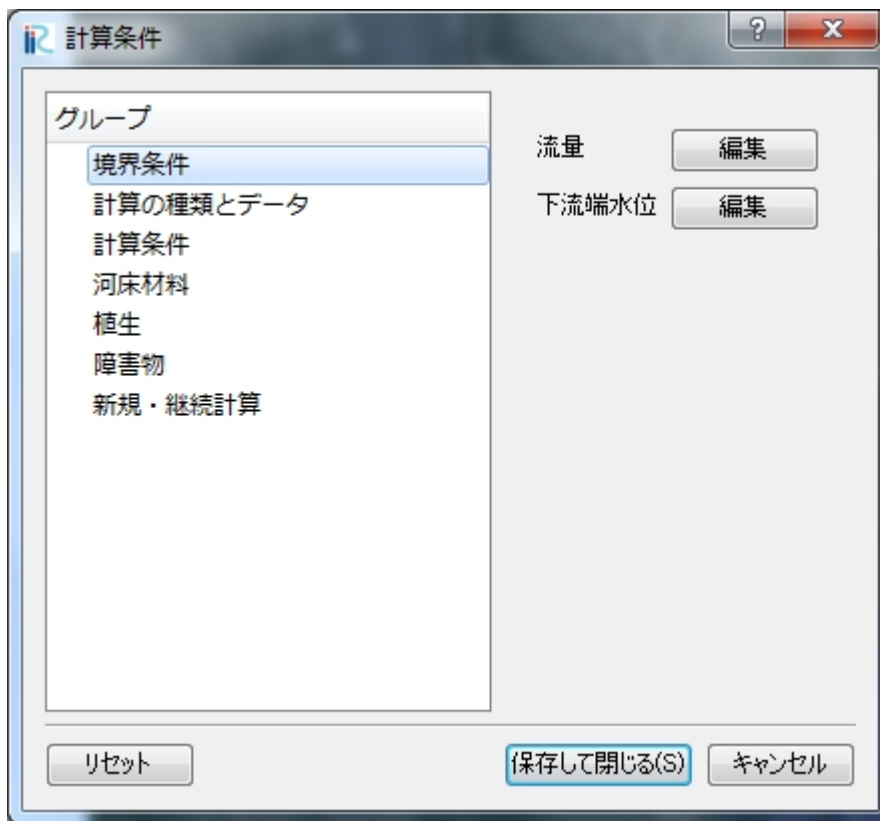 計算条件
グループ
境界条件
計算の種類とデータ
計算条件
河床材料
植生
障害物
新規・継続計算
流量 編集
下流端水位 編集
リセット 保存して閉じる(S) キャンセル